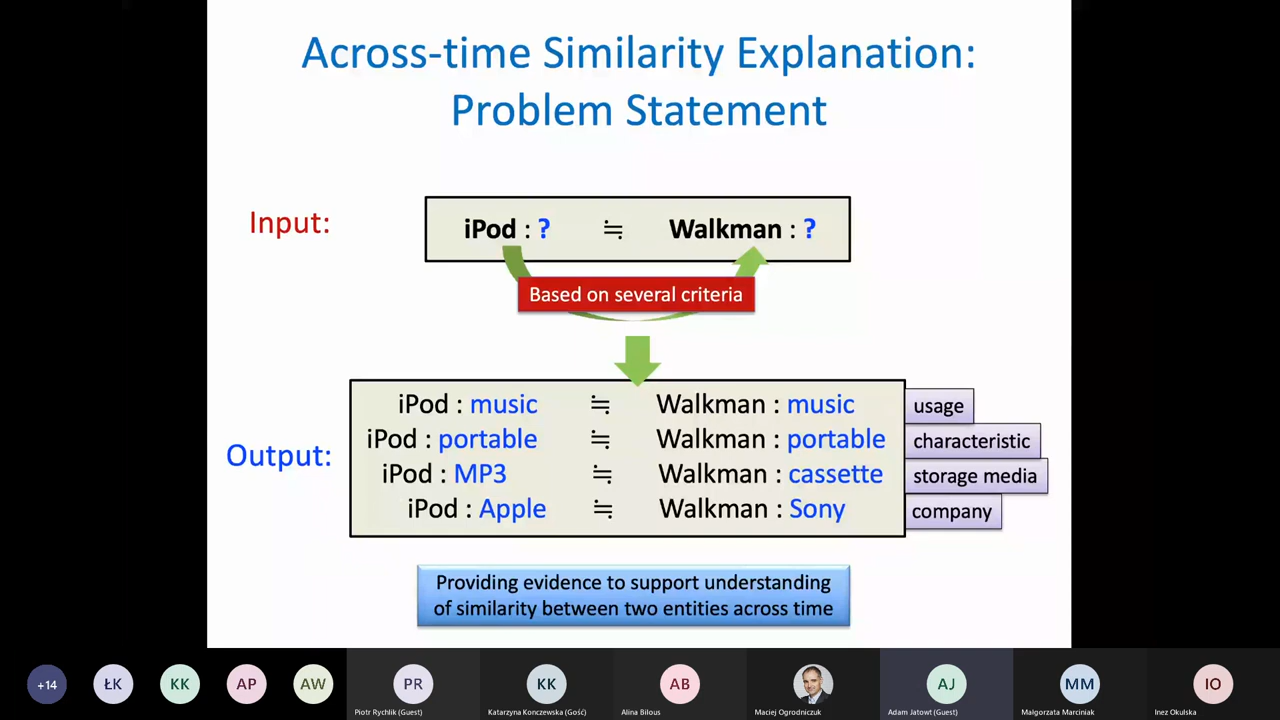 Across-time Similarity Explanation:
Problem Statement
Input:
iPod : ? ≒ Walkman : ?
Based on several criteria
Output:
iPod : music ≒ Walkman : music usage
iPod : portable ≒ Walkman : portable characteristic
iPod : MP3 ≒ Walkman : cassette storage media
iPod : Apple ≒ Walkman : Sony company
Providing evidence to support understanding
of similarity between two entities across time
+14 ŁK KK AP AW PR KK AB AJ MM IO
Piotr Rychlik (Guest) Katarzyna Konczewska (Gość) Alina Bilous Maciej Ogrodniczuk Adam Jatowt (Guest) Małgorzata Marciniak Inez Okulska